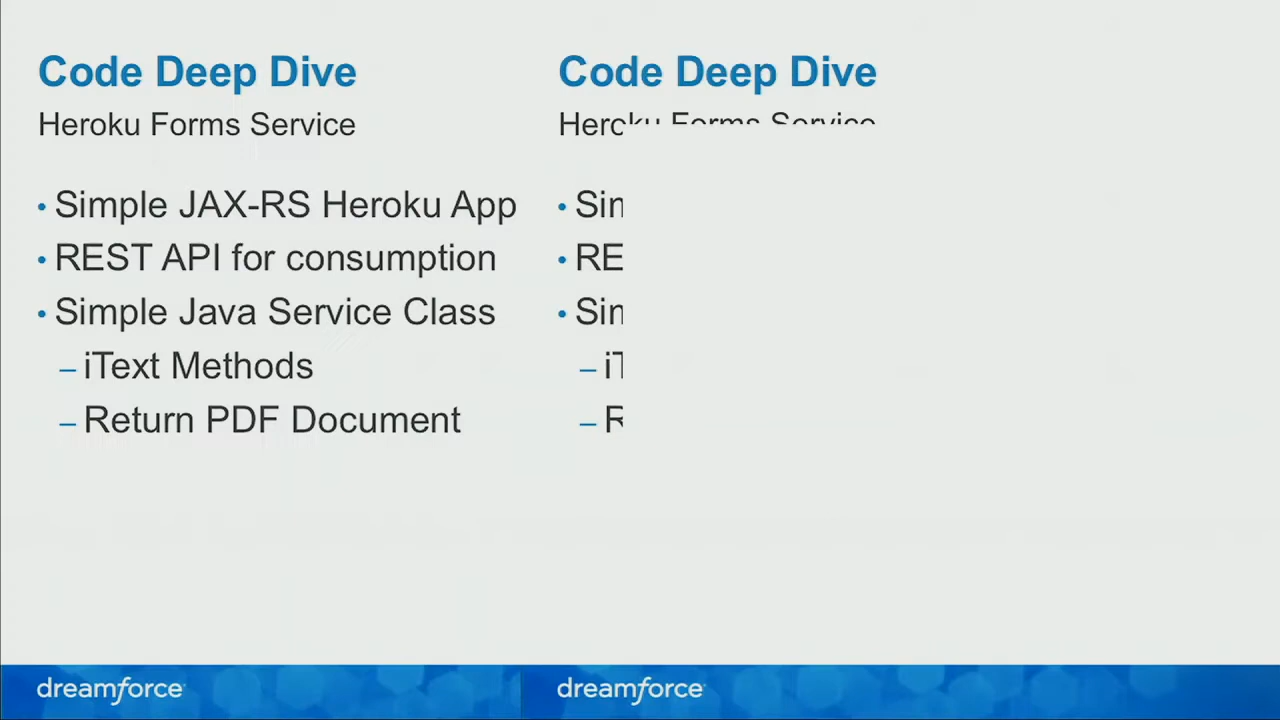 Code Deep Dive
Heroku Forms Service
• Simple JAX-RS Heroku App
• REST API for consumption
• Simple Java Service Class
– iText Methods
– Return PDF Document
dreamforce
Code Deep Dive
dreamforce